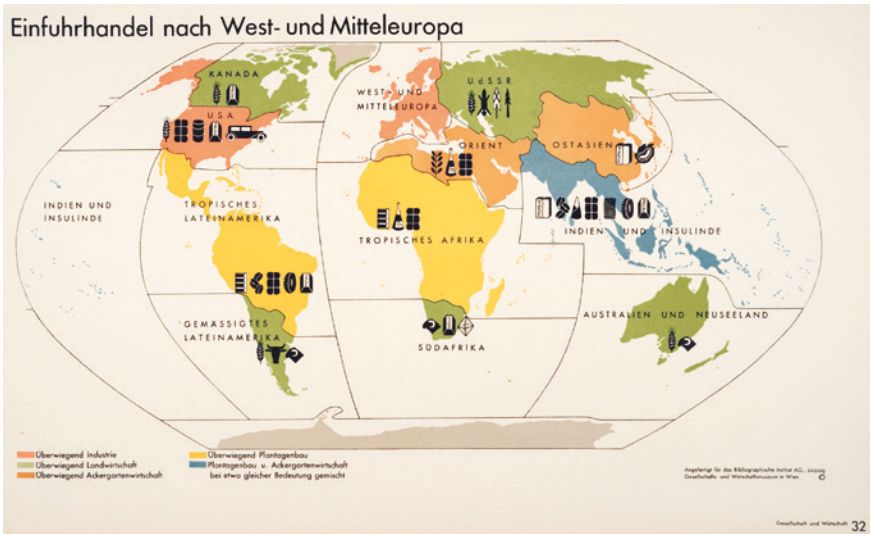 Einfuhrhandel nach West- und Mitteleuropa
KANADA
U.S.A.
WEST- UND
MITTELEUROPA
U.d.S.S.R.
ORIENT
OSTASIEN
INDIEN UND
INSULINDE
TROPISCHES
LATEINAMERIKA
TROPISCHES AFRIKA
INDIEN UND INSULINDE
GEMÄSSIGTES
LATEINAMERIKA
SÜDAFRIKA
AUSTRALIEN UND NEUSEELAND
Überwiegend Industrie
Überwiegend Landwirtschaft
Überwiegend Ackergartenwirtschaft
Überwiegend Plantagenbau
Plantagenbau u. Ackergartenwirtschaft
bei etwa gleicher Bedeutung gemischt
Angefertigt für das Bibliographische Institut AG., Leipzig
Gesellschafts- und Wirtschaftsmuseum in Wien ©
Gesellschaft und Wirtschaft 32